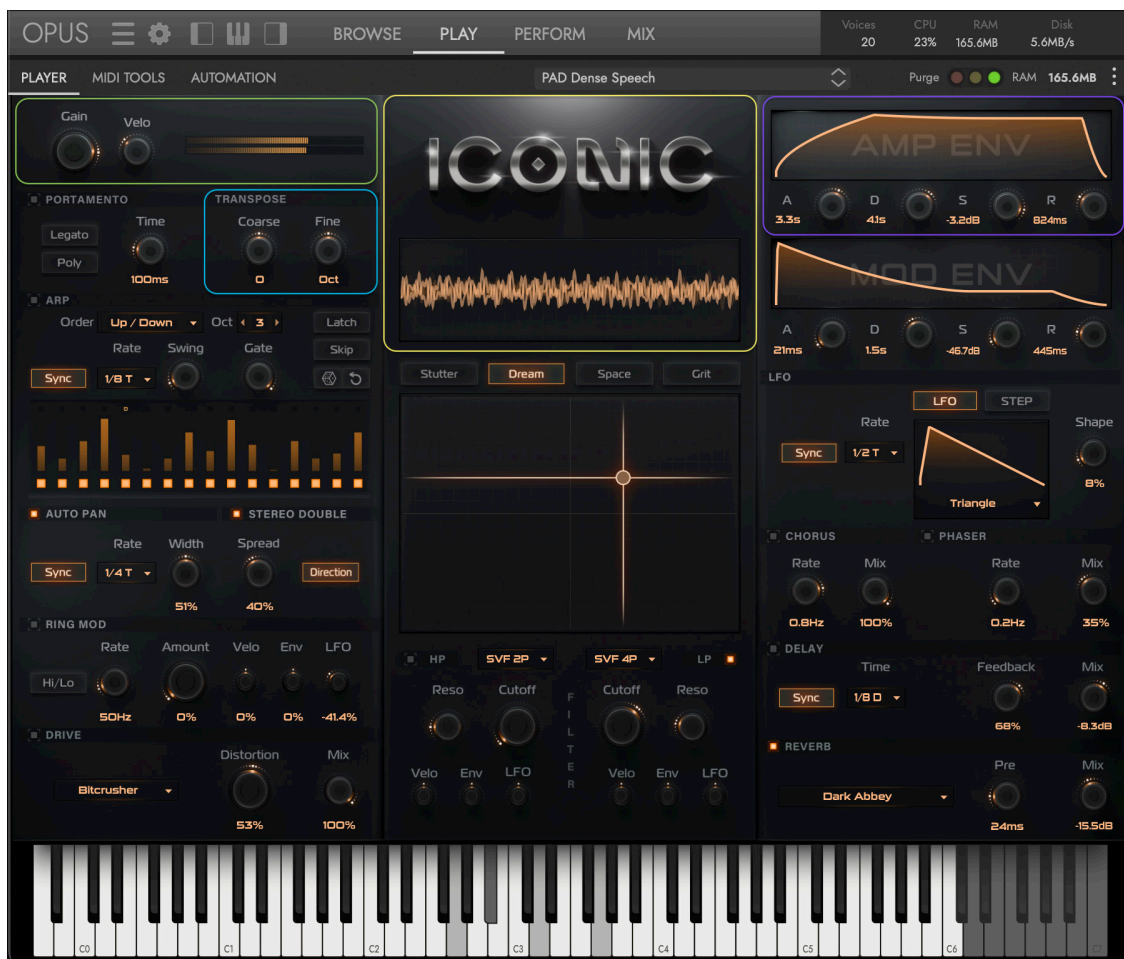 OPUS BROWSE PLAY PERFORM MIX
Voices CPU RAM Disk
20 23% 165.6MB 5.6MB/s
PLAYER MIDI TOOLS AUTOMATION PAD Dense Speech Purge RAM 165.6MB
Gain Velo
PORTAMENTO
Legato
Poly
Time
100ms
TRANSPOSE
Coarse Fine
0 Oct
ARP
Order Up / Down Oct 3 Latch
Rate Swing Gate Skip
Sync 1/8 T
AUTO PAN
Rate Width
Sync 1/4 T
51%
STEREO DOUBLE
Spread
Direction
40%
RING MOD
Rate Amount Velo Env LFO
Hi/Lo
50Hz 0% 0% 0% -41.4%
DRIVE
Distortion Mix
Bitcrusher
53% 100%
ICONIC
Stutter Dream Space Grit
HP SVF 2P SVF 4P LP
Reso Cutoff Cutoff Reso
FILTER
Velo Env LFO Velo Env LFO
AMP ENV
A D S R
3.3s 4.1s -3.2dB 824ms
MOD ENV
A D S R
21ms 1.5s -46.7dB 445ms
LFO
LFO STEP
Rate Shape
Sync 1/2 T
8%
Triangle
CHORUS
Rate Mix
0.8Hz 100%
PHASER
Rate Mix
0.2Hz 35%
DELAY
Time Feedback Mix
Sync 1/8 D
68% -8.3dB
REVERB
Pre Mix
Dark Abbey
24ms -15.5dB
C0 C1 C2 C3 C4 C5 C6 C7